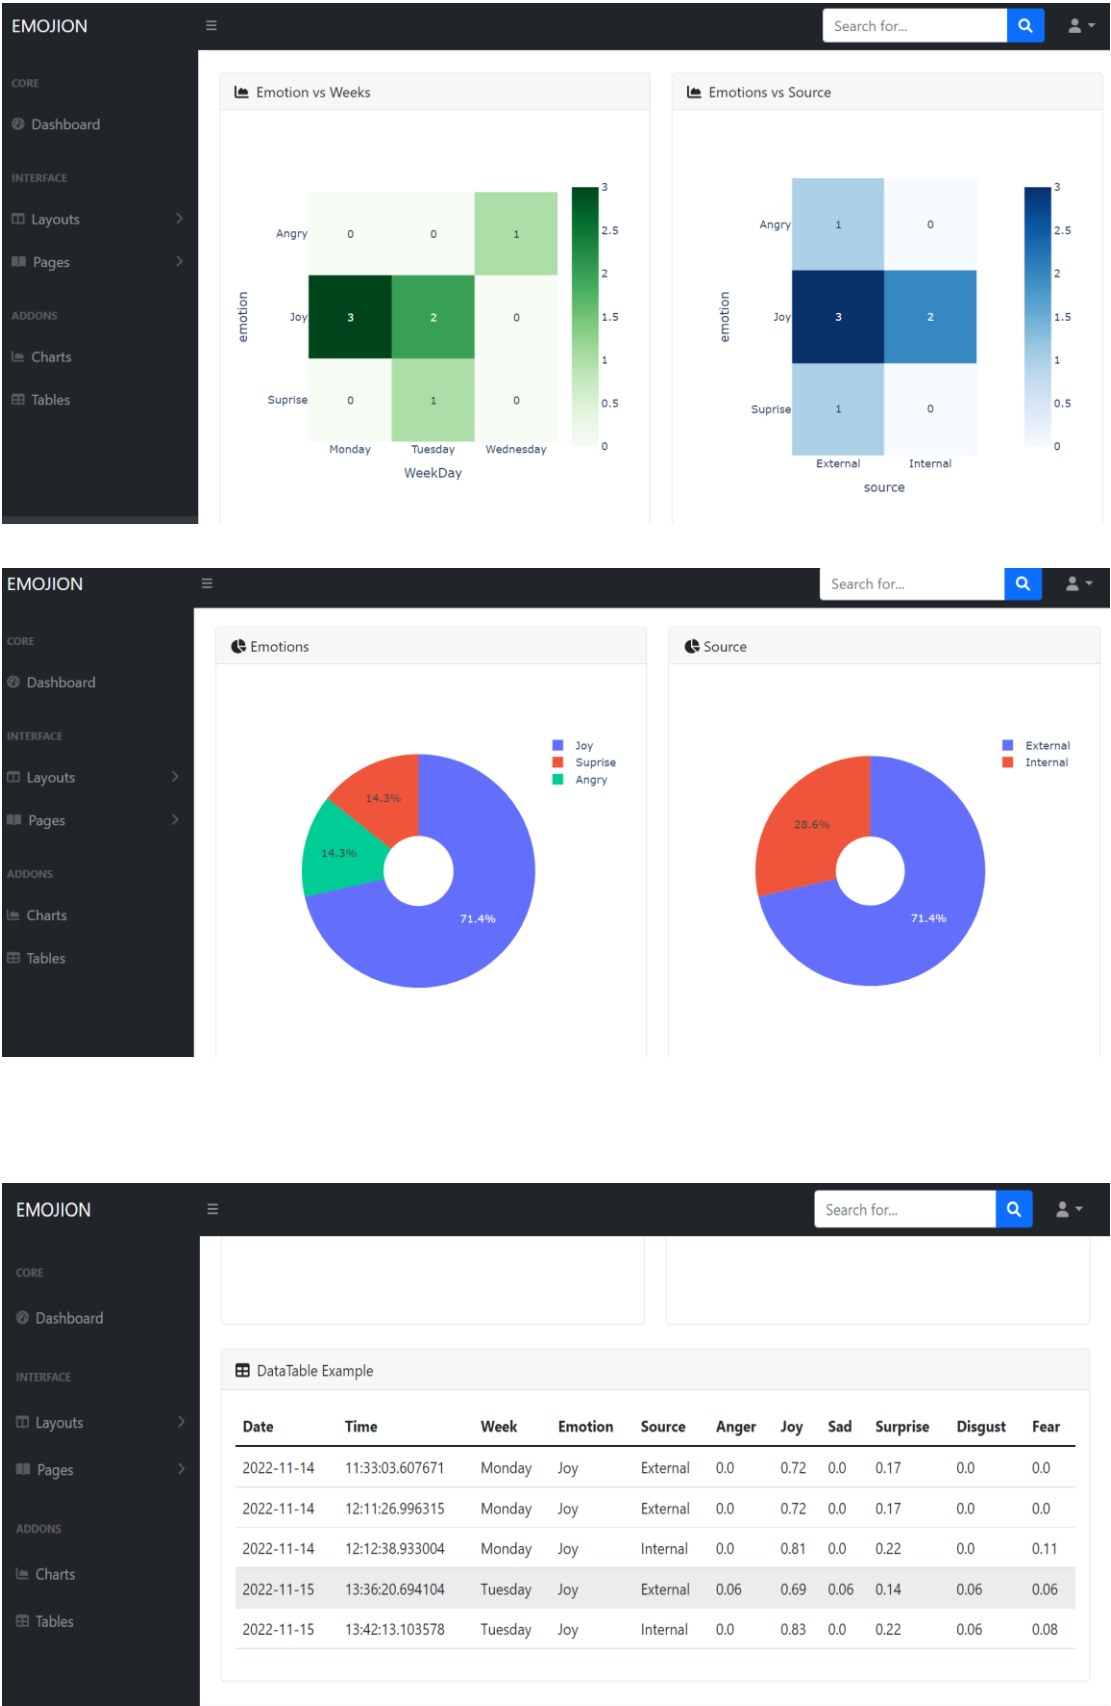 EMOJION
Search for...
CORE
Dashboard
INTERFACE
Layouts
Pages
ADDONS
Charts
Tables
Emotion vs Weeks
emotion
Angry 0 0 1
Joy 3 2 0
Suprise 0 1 0
Monday Tuesday Wednesday
WeekDay
3
2.5
2
1.5
1
0.5
0
Emotions vs Source
emotion
Angry 1 0
Joy 3 2
Suprise 1 0
External Internal
source
3
2.5
2
1.5
1
0.5
0
EMOJION
Search for...
CORE
Dashboard
INTERFACE
Layouts
Pages
ADDONS
Charts
Tables
Emotions
Joy
Suprise
Angry
14.3%
14.3%
71.4%
Source
External
Internal
28.6%
71.4%
EMOJION
Search for...
CORE
Dashboard
INTERFACE
Layouts
Pages
ADDONS
Charts
Tables
DataTable Example
Date Time Week Emotion Source Anger Joy Sad Surprise Disgust Fear
2022-11-14 11:33:03.607671 Monday Joy External 0.0 0.72 0.0 0.17 0.0 0.0
2022-11-14 12:11:26.996315 Monday Joy External 0.0 0.72 0.0 0.17 0.0 0.0
2022-11-14 12:12:38.933004 Monday Joy Internal 0.0 0.81 0.0 0.22 0.0 0.11
2022-11-15 13:36:20.694104 Tuesday Joy External 0.06 0.69 0.06 0.14 0.06 0.06
2022-11-15 13:42:13.103578 Tuesday Joy Internal 0.0 0.83 0.0 0.22 0.06 0.08